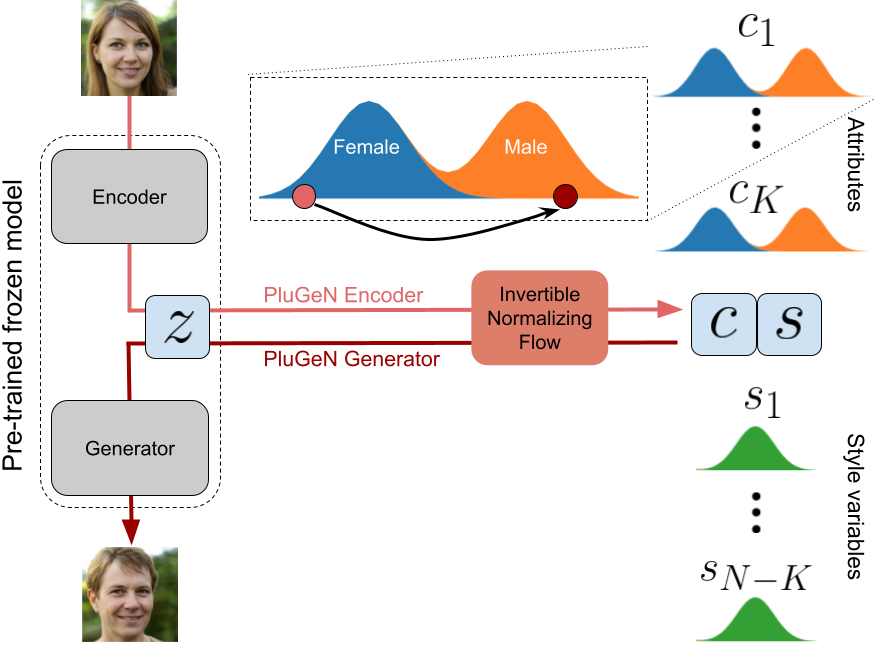 c_1
Female
Male
Attributes
c_K
Pre-trained frozen model
Encoder
PluGeN Encoder
Invertible
Normalizing
Flow
z
c s
PluGeN Generator
Generator
s_1
Style variables
s_{N-K}